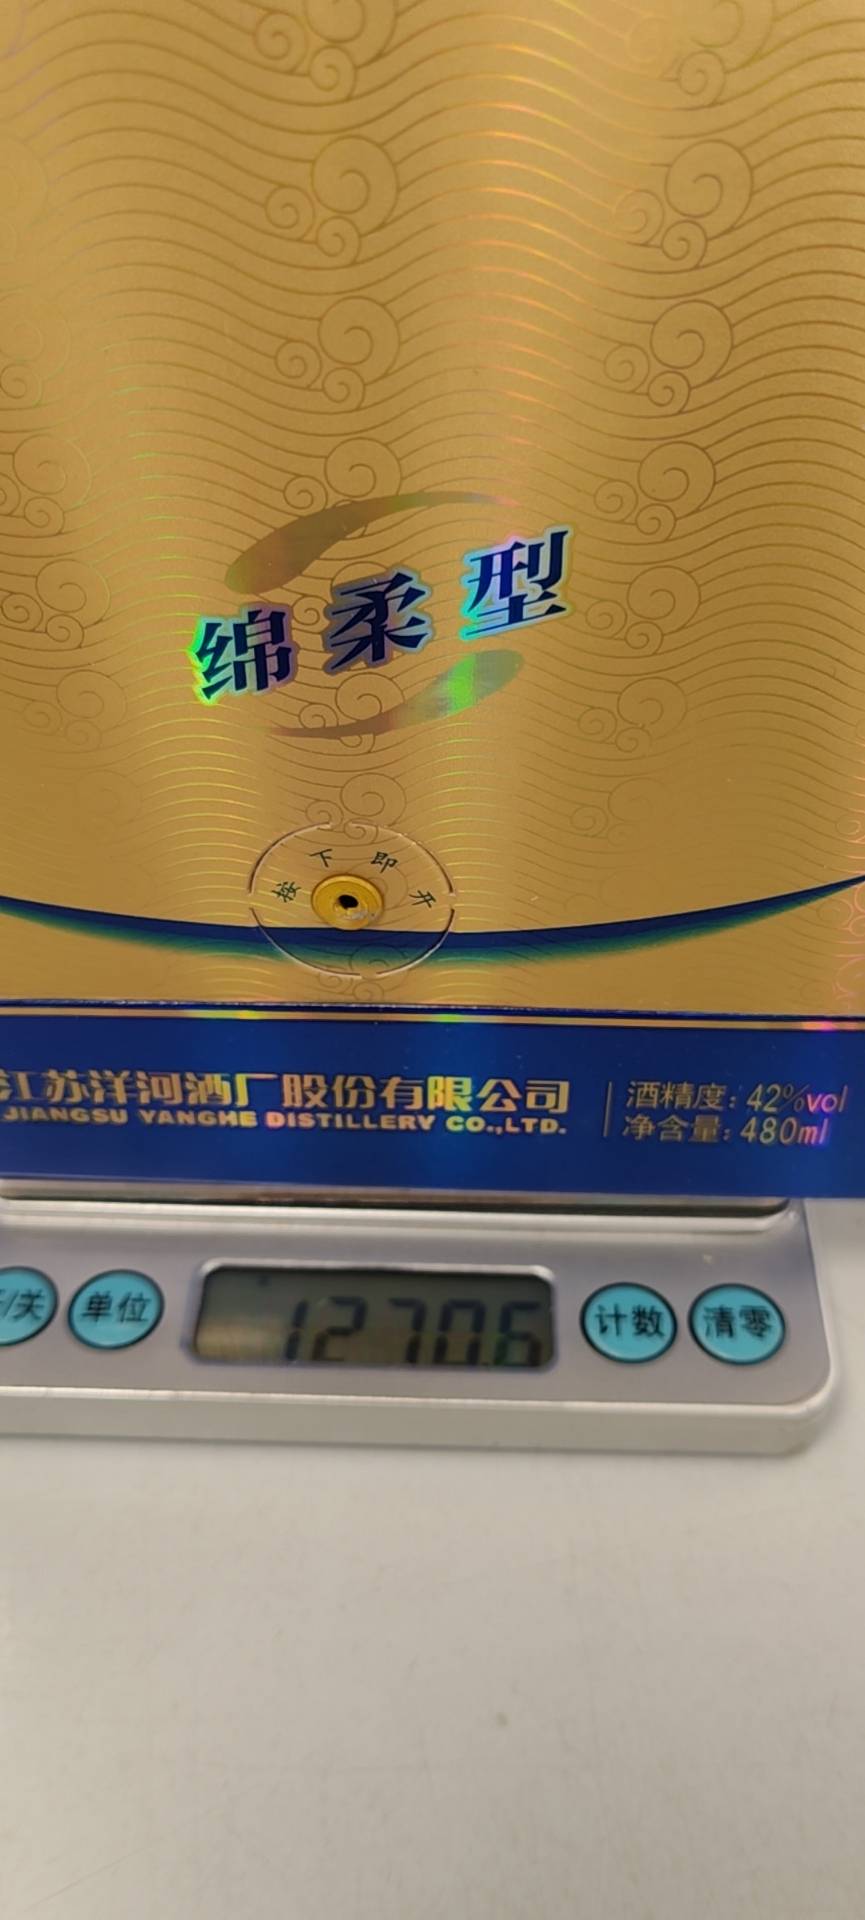 绵柔型
按下即开
江苏洋河酒厂股份有限公司
JIANGSU YANGHE DISTILLERY CO.,LTD.
酒精度: 42%vol
净含量: 480ml
/关
单位
1270.6
计数
清零